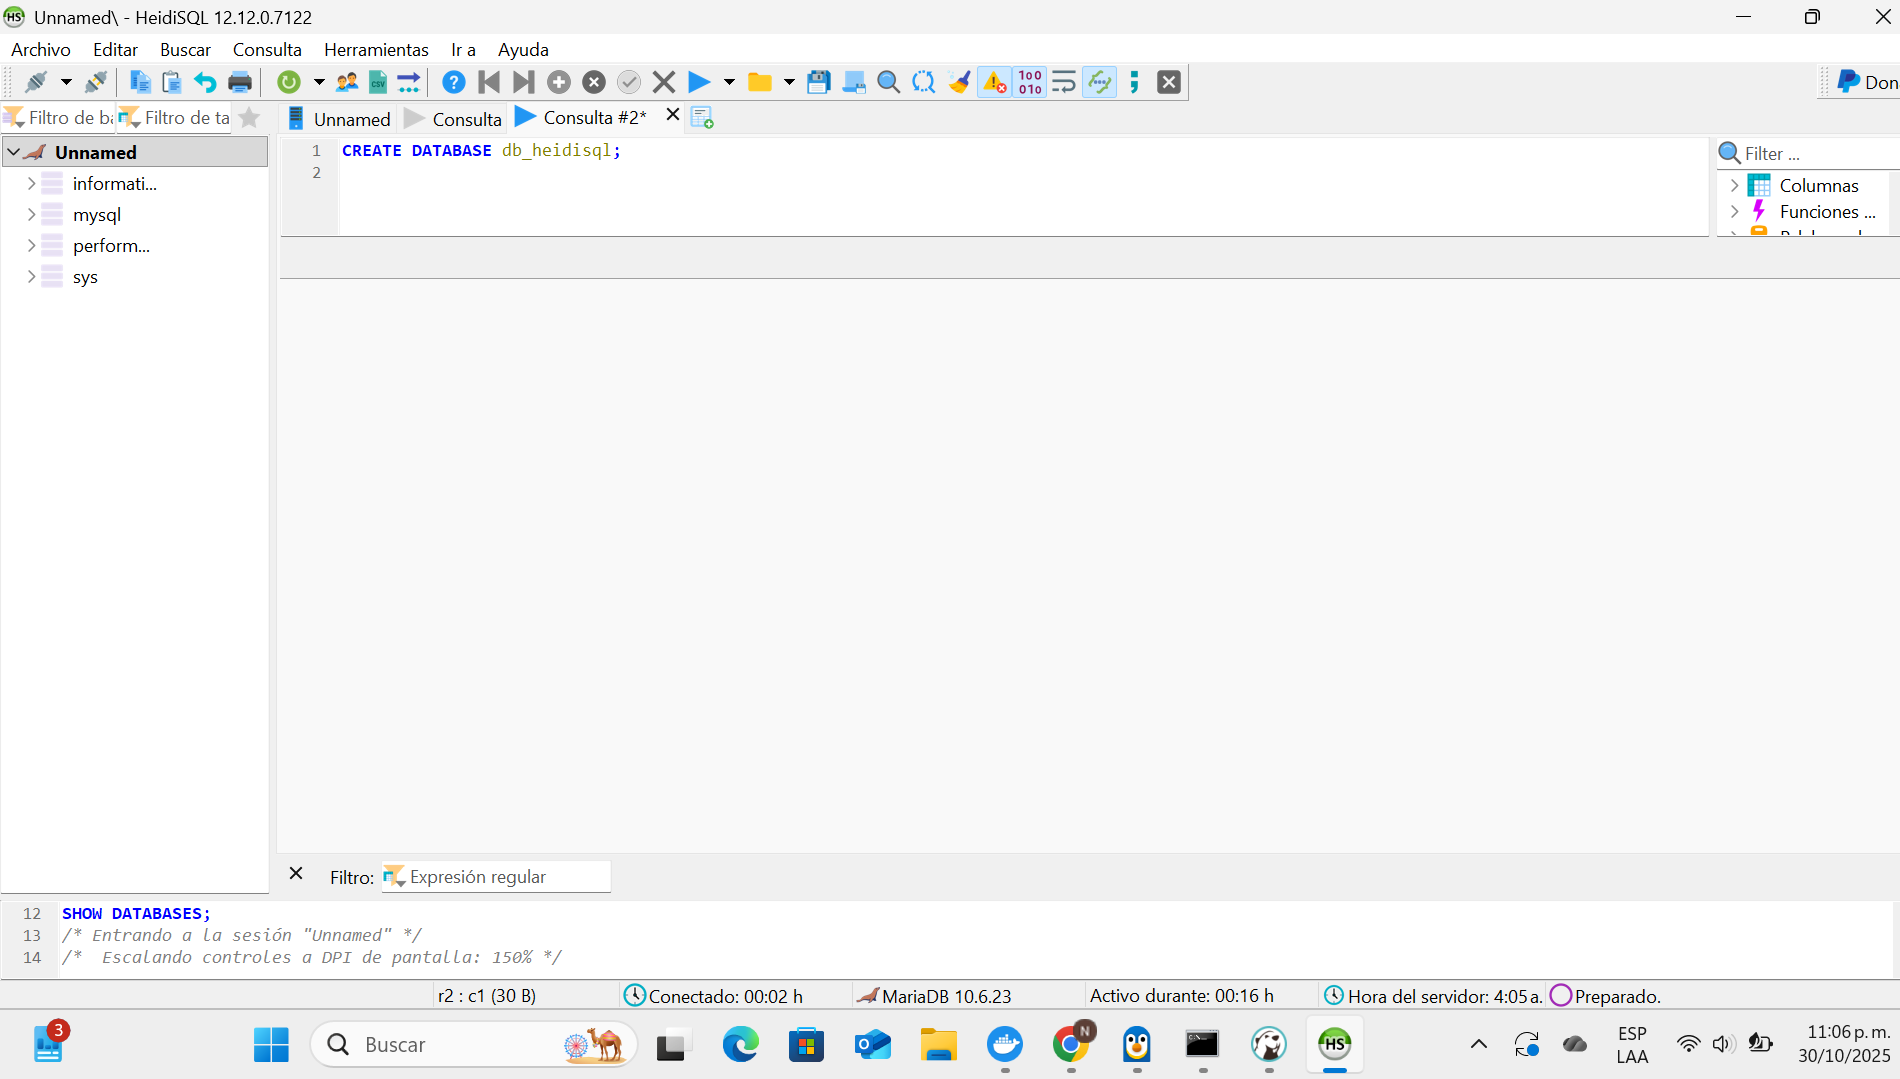 Unnamed\ - HeidiSQL 12.12.0.7122
Archivo Editar Buscar Consulta Herramientas Ir a Ayuda
Don
Filtro de ba Filtro de ta Unnamed Consulta Consulta #2*
Unnamed
informati...
mysql
perform...
sys
1 CREATE DATABASE db_heidisql;
2
Filter ...
Columnas
Funciones ...
Filtro: Expresión regular
12 SHOW DATABASES;
13 /* Entrando a la sesión "Unnamed" */
14 /* Escalando controles a DPI de pantalla: 150% */
r2 : c1 (30 B) Conectado: 00:02 h MariaDB 10.6.23 Activo durante: 00:16 h Hora del servidor: 4:05 a. Preparado.
3
Buscar
N
HS
ESP
LAA
11:06 p. m.
30/10/2025